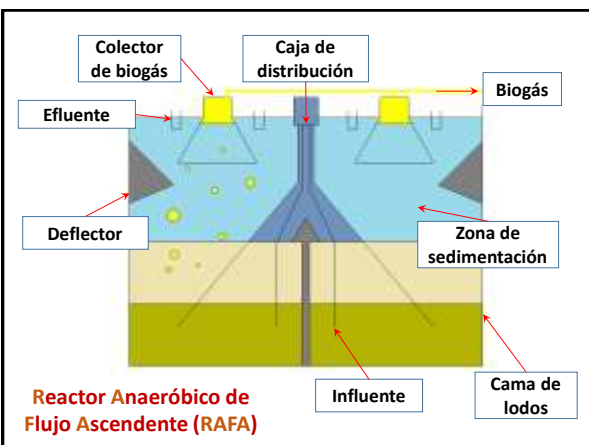 Colector
de biogás
Caja de
distribución
Biogás
Efluente
Deflector
Zona de
sedimentación
Influente
Cama de
lodos
Reactor Anaeróbico de
Flujo Ascendente (RAFA)